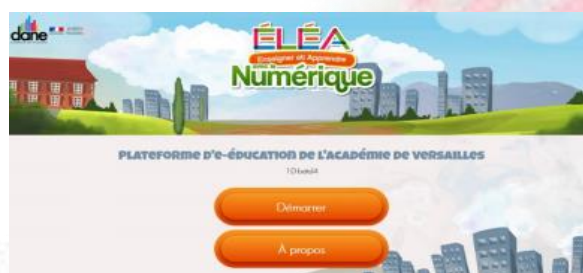 dane
ÉLÉA
Enseigner et Apprendre
Numérique
PLATEFORME D'E-ÉDUCATION DE L'ACADÉMIE DE VERSAILLES
Démarrer
À propos